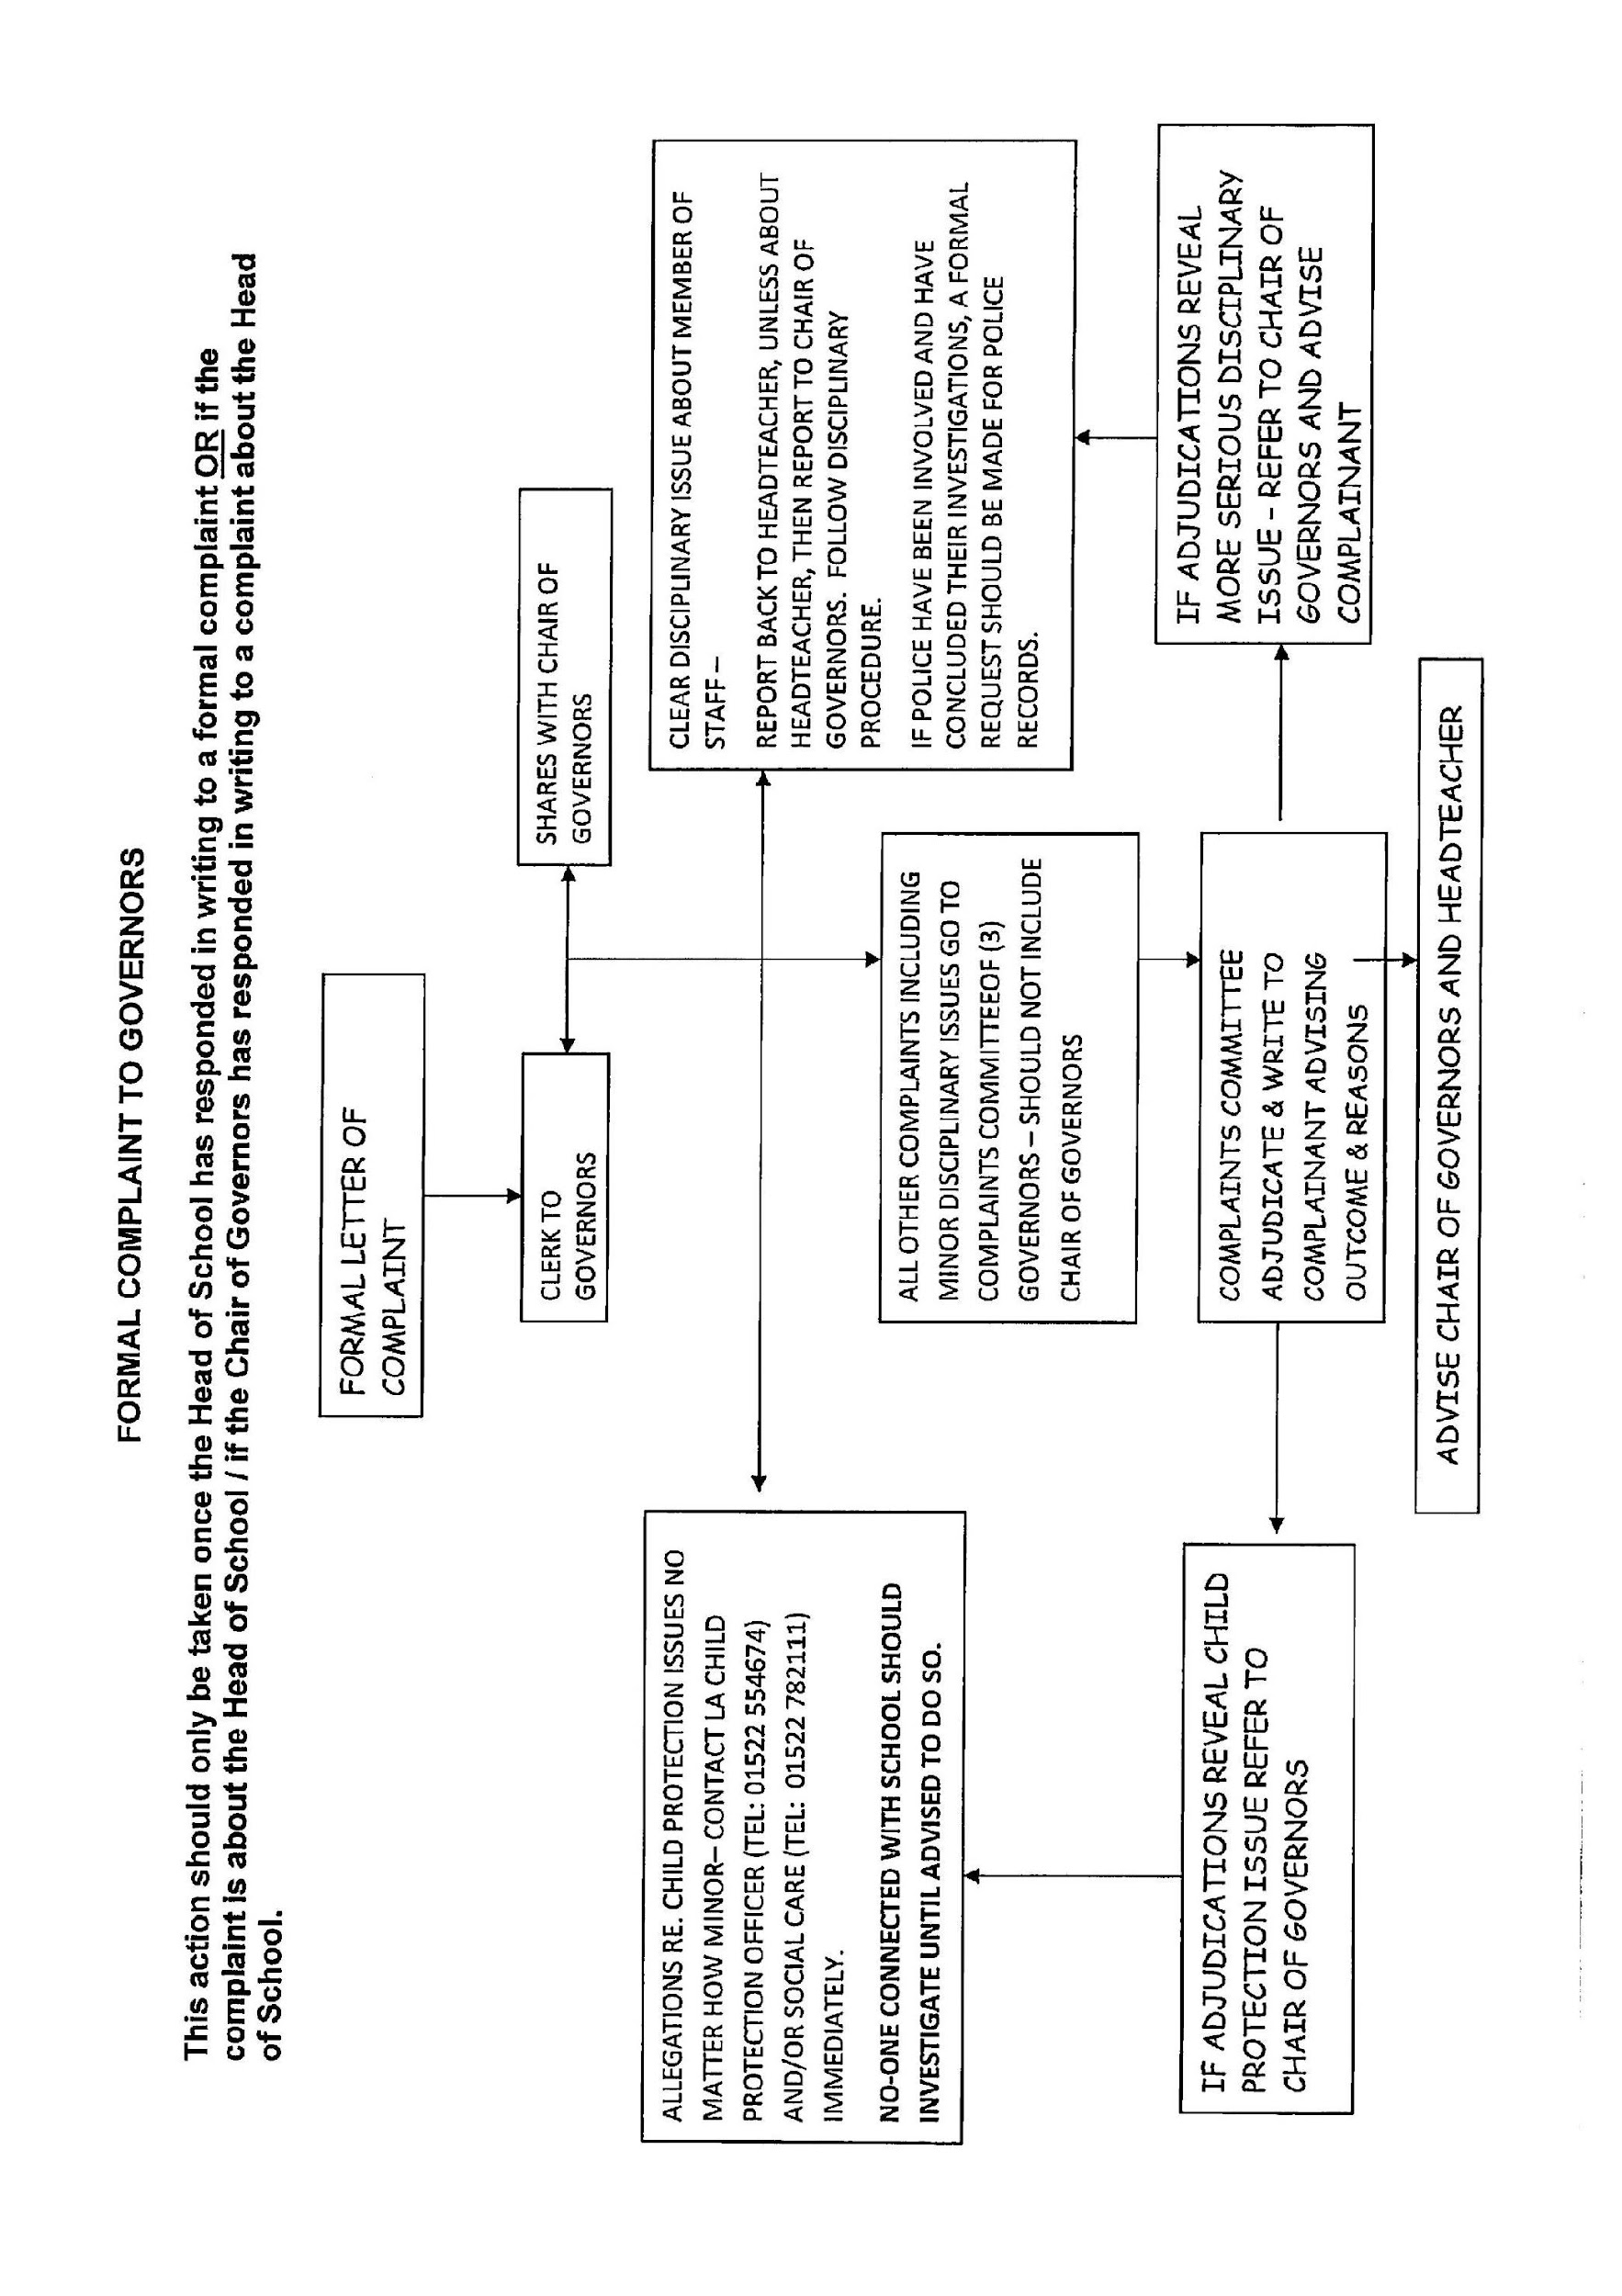 FORMAL COMPLAINT TO GOVERNORS
This action should only be taken once the Head of School has responded in writing to a formal complaint OR if the
complaint is about the Head of School / if the Chair of Governors has responded in writing to a complaint about the Head
of School.
FORMAL LETTER OF
COMPLAINT
CLERK TO
GOVERNORS
SHARES WITH CHAIR OF
GOVERNORS
ALLEGATIONS RE. CHILD PROTECTION ISSUES NO
MATTER HOW MINOR– CONTACT LA CHILD
PROTECTION OFFICER (TEL: 01522 554674)
AND/OR SOCIAL CARE (TEL: 01522 782111)
IMMEDIATELY.
NO-ONE CONNECTED WITH SCHOOL SHOULD
INVESTIGATE UNTIL ADVISED TO DO SO.
CLEAR DISCIPLINARY ISSUE ABOUT MEMBER OF
STAFF –
REPORT BACK TO HEADTEACHER, UNLESS ABOUT
HEADTEACHER, THEN REPORT TO CHAIR OF
GOVERNORS. FOLLOW DISCIPLINARY
PROCEDURE.
IF POLICE HAVE BEEN INVOLVED AND HAVE
CONCLUDED THEIR INVESTIGATIONS, A FORMAL
REQUEST SHOULD BE MADE FOR POLICE
RECORDS.
ALL OTHER COMPLAINTS INCLUDING
MINOR DISCIPLINARY ISSUES GO TO
COMPLAINTS COMMITTEEOF (3)
GOVERNORS – SHOULD NOT INCLUDE
CHAIR OF GOVERNORS
IF ADJUDICATIONS REVEAL CHILD
PROTECTION ISSUE REFER TO
CHAIR OF GOVERNORS
COMPLAINTS COMMITTEE
ADJUDICATE & WRITE TO
COMPLAINANT ADVISING
OUTCOME & REASONS
IF ADJUDICATIONS REVEAL
MORE SERIOUS DISCIPLINARY
ISSUE – REFER TO CHAIR OF
GOVERNORS AND ADVISE
COMPLAINANT
ADVISE CHAIR OF GOVERNORS AND HEADTEACHER